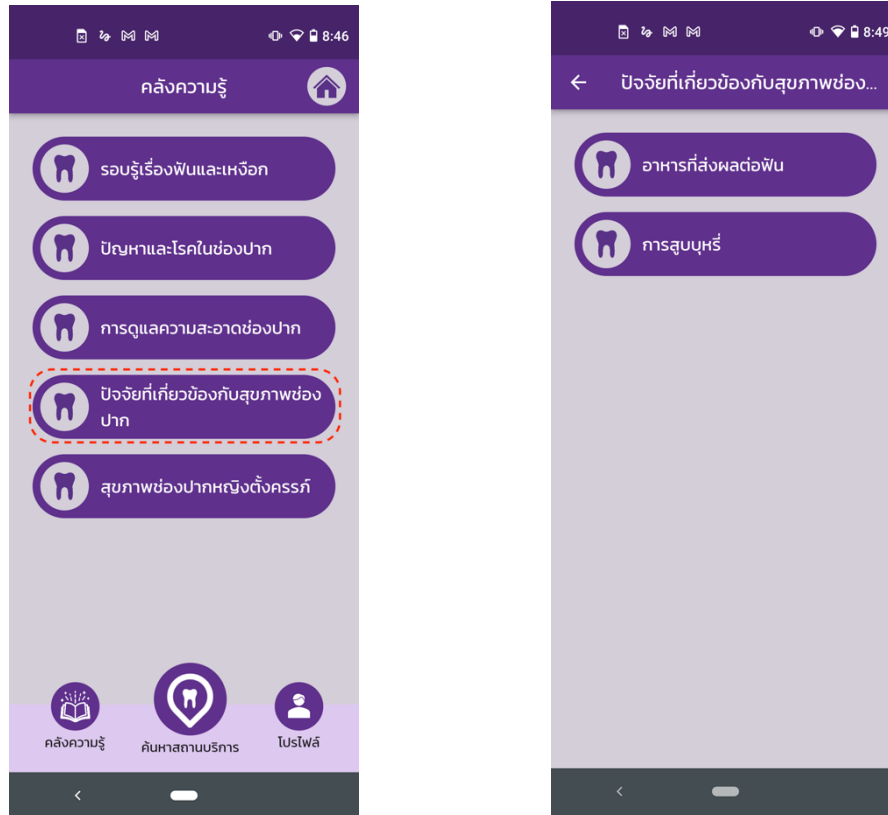 8:46
คลังความรู้
รอบรู้เรื่องฟันและเหงือก
ปัญหาและโรคในช่องปาก
การดูแลความสะอาดช่องปาก
ปัจจัยที่เกี่ยวข้องกับสุขภาพช่อง
ปาก
สุขภาพช่องปากหญิงตั้งครรภ์
คลังความรู้
ค้นหาสถานบริการ
โปรไฟล์
8:49
ปัจจัยที่เกี่ยวข้องกับสุขภาพช่อง...
อาหารที่ส่งผลต่อฟัน
การสูบบุหรี่